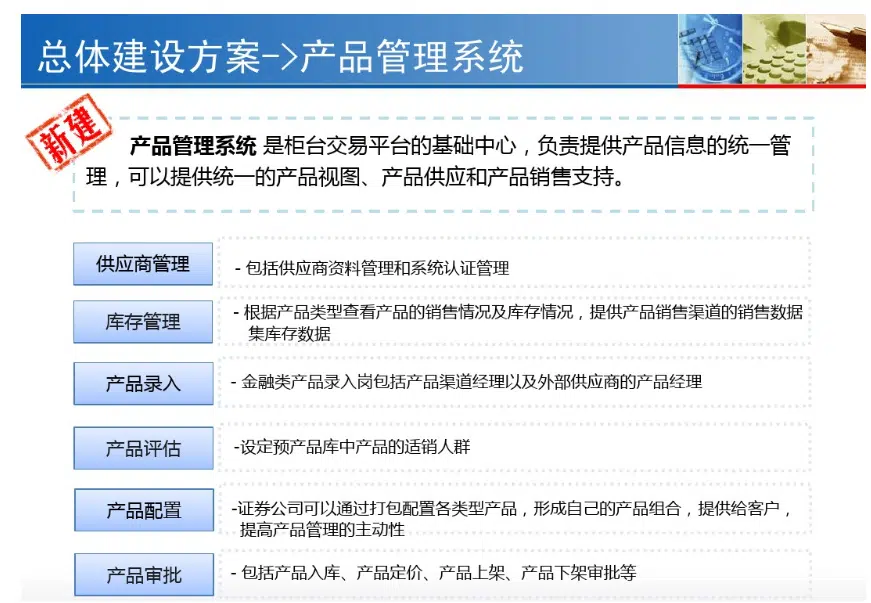 总体建设方案->产品管理系统
新建
产品管理系统 是柜台交易平台的基础中心，负责提供产品信息的统一管
理，可以提供统一的产品视图、产品供应和产品销售支持。
供应商管理
- 包括供应商资料管理和系统认证管理
库存管理
- 根据产品类型查看产品的销售情况及库存情况，提供产品销售渠道的销售数据
集库存数据
产品录入
- 金融类产品录入岗包括产品渠道经理以及外部供应商的产品经理
产品评估
-设定预产品库中产品的适销人群
产品配置
-证券公司可以通过打包配置各类型产品，形成自己的产品组合，提供给客户，
提高产品管理的主动性
产品审批
- 包括产品入库、产品定价、产品上架、产品下架审批等